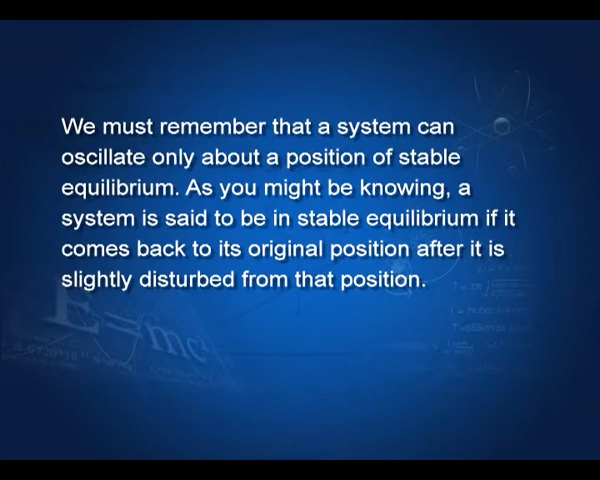 We must remember that a system can
oscillate only about a position of stable
equilibrium. As you might be knowing, a
system is said to be in stable equilibrium if it
comes back to its original position after it is
slightly disturbed from that position.
E=mc²